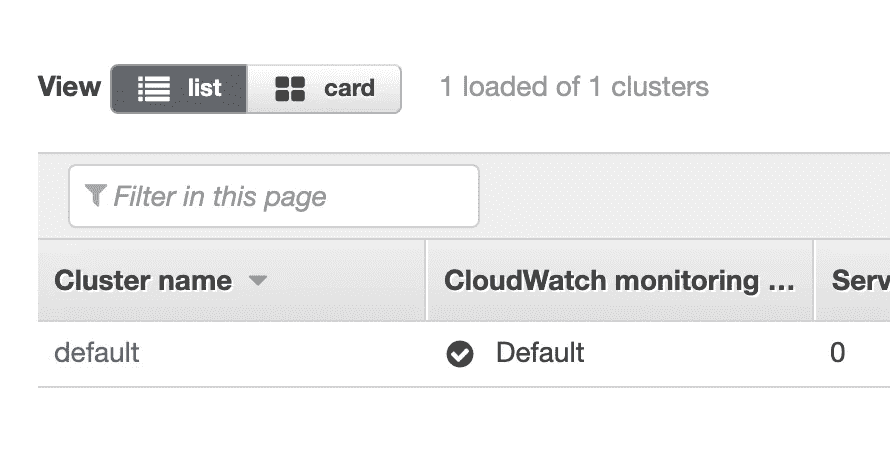 View list card 1 loaded of 1 clusters
Filter in this page
Cluster name CloudWatch monitoring ... Serv
default Default 0